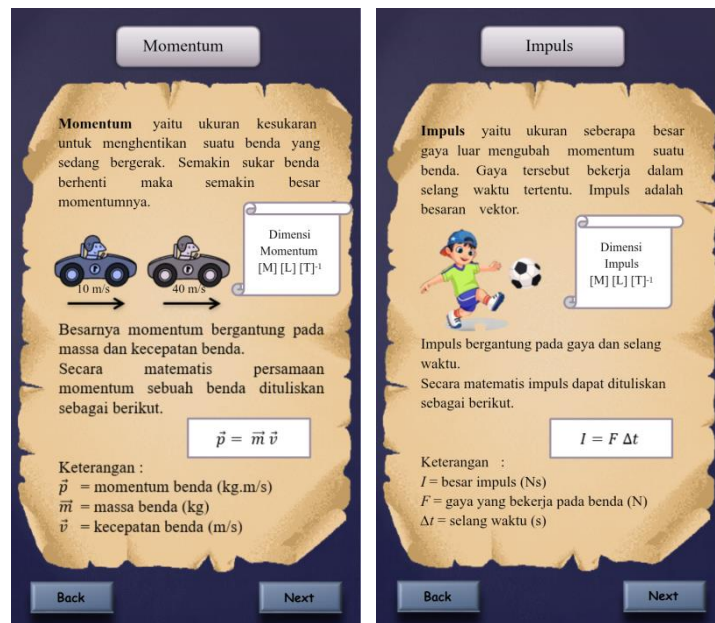 Momentum
Momentum yaitu ukuran kesukaran
untuk menghentikan suatu benda yang
sedang bergerak. Semakin sukar benda
berhenti maka semakin besar
momentumnya.
Dimensi
Momentum
[M] [L] [T]⁻¹
10 m/s
40 m/s
Besarnya momentum bergantung pada
massa dan kecepatan benda.
Secara matematis persamaan
momentum sebuah benda dituliskan
sebagai berikut.
p⃗ = m⃗ v⃗
Keterangan :
p⃗ = momentum benda (kg.m/s)
m⃗ = massa benda (kg)
v⃗ = kecepatan benda (m/s)
Back
Next
Impuls
Impuls yaitu ukuran seberapa besar
gaya luar mengubah momentum suatu
benda. Gaya tersebut bekerja dalam
selang waktu tertentu. Impuls adalah
besaran vektor.
Dimensi
Impuls
[M] [L] [T]⁻¹
Impuls bergantung pada gaya dan selang
waktu.
Secara matematis impuls dapat dituliskan
sebagai berikut.
I = F Δt
Keterangan :
I = besar impuls (Ns)
F = gaya yang bekerja pada benda (N)
Δt = selang waktu (s)
Back
Next